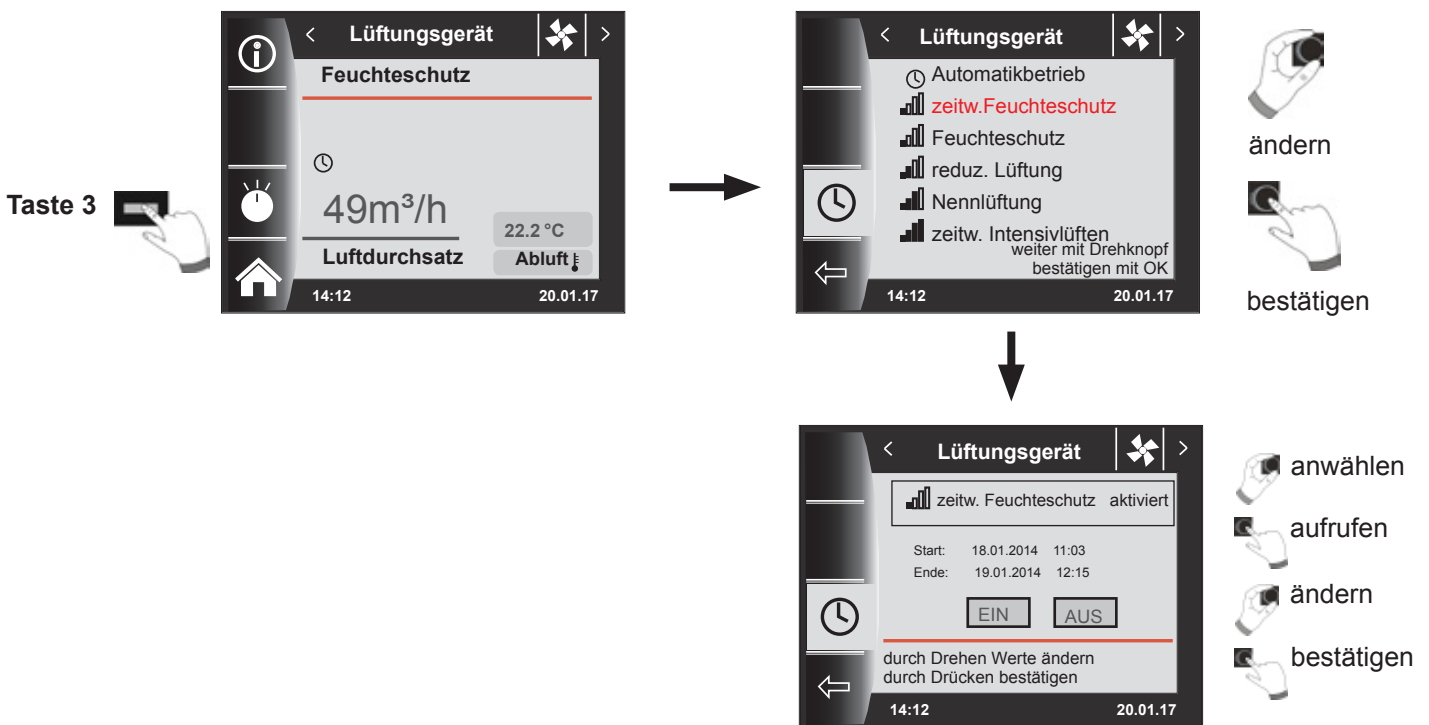 Taste 3
< Lüftungsgerät >
Feuchteschutz
49m³/h
Luftdurchsatz
22.2 °C
Abluft
14:12 20.01.17
< Lüftungsgerät >
Automatikbetrieb
zeitw.Feuchteschutz
Feuchteschutz
reduz. Lüftung
Nennlüftung
zeitw. Intensivlüften
weiter mit Drehknopf
bestätigen mit OK
14:12 20.01.17
ändern
bestätigen
< Lüftungsgerät >
zeitw. Feuchteschutz aktiviert
Start: 18.01.2014 11:03
Ende: 19.01.2014 12:15
EIN AUS
durch Drehen Werte ändern
durch Drücken bestätigen
14:12 20.01.17
anwählen
aufrufen
ändern
bestätigen